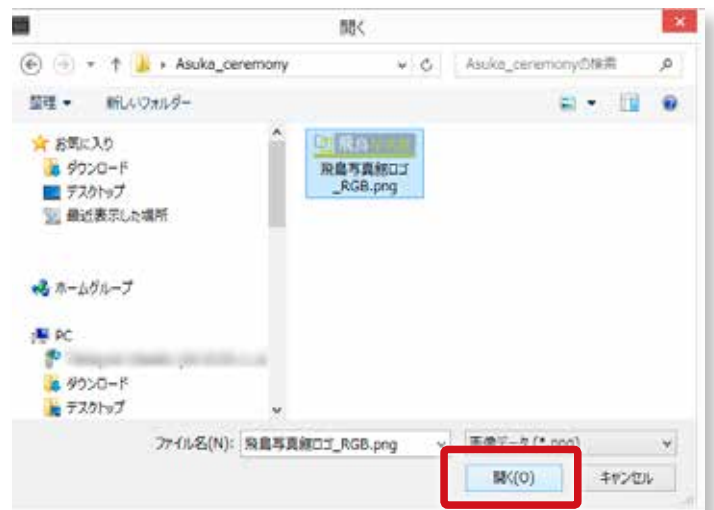 開く
Asuka_ceremony
Asuka_ceremonyの検索
整理
新しいフォルダー
お気に入り
ダウンロード
デスクトップ
最近表示した場所
飛鳥写真館ロゴ
_RGB.png
ホームグループ
PC
ダウンロード
デスクトップ
ファイル名(N): 飛鳥写真館ロゴ_RGB.png
画像データ(*.png)
開く(O)
キャンセル